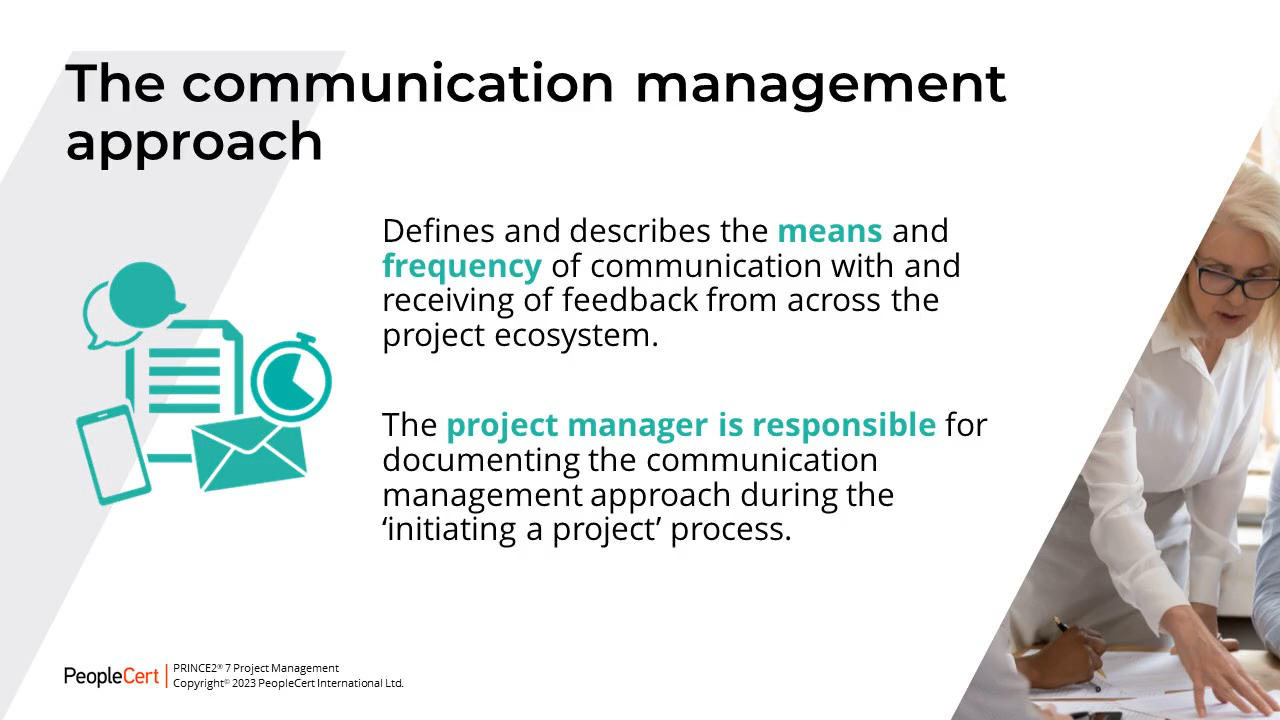 The communication management
approach
Defines and describes the means and
frequency of communication with and
receiving of feedback from across the
project ecosystem.
The project manager is responsible for
documenting the communication
management approach during the
‘initiating a project’ process.
PeopleCert
PRINCE2® 7 Project Management
Copyright© 2023 PeopleCert International Ltd.